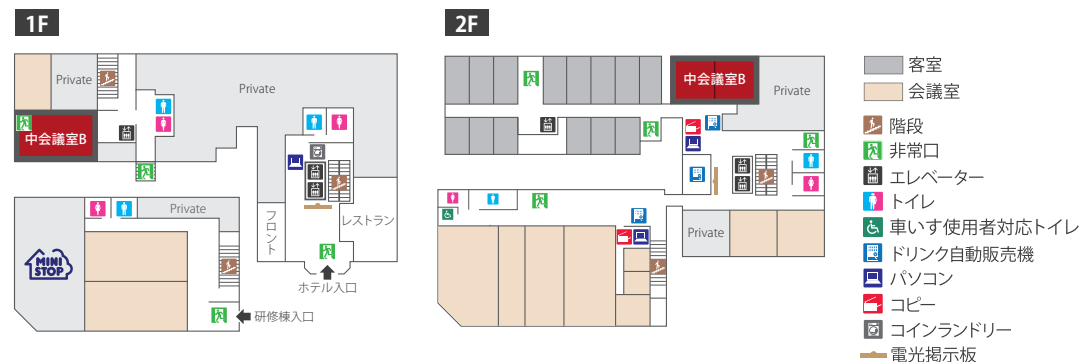 1F
Private
Private
中会議室B
Private
MINI
STOP
フロント
レストラン
ホテル入口
研修棟入口
2F
中会議室B
Private
Private
客室
会議室
階段
非常口
エレベーター
トイレ
車いす使用者対応トイレ
ドリンク自動販売機
パソコン
コピー
コインランドリー
電光掲示板